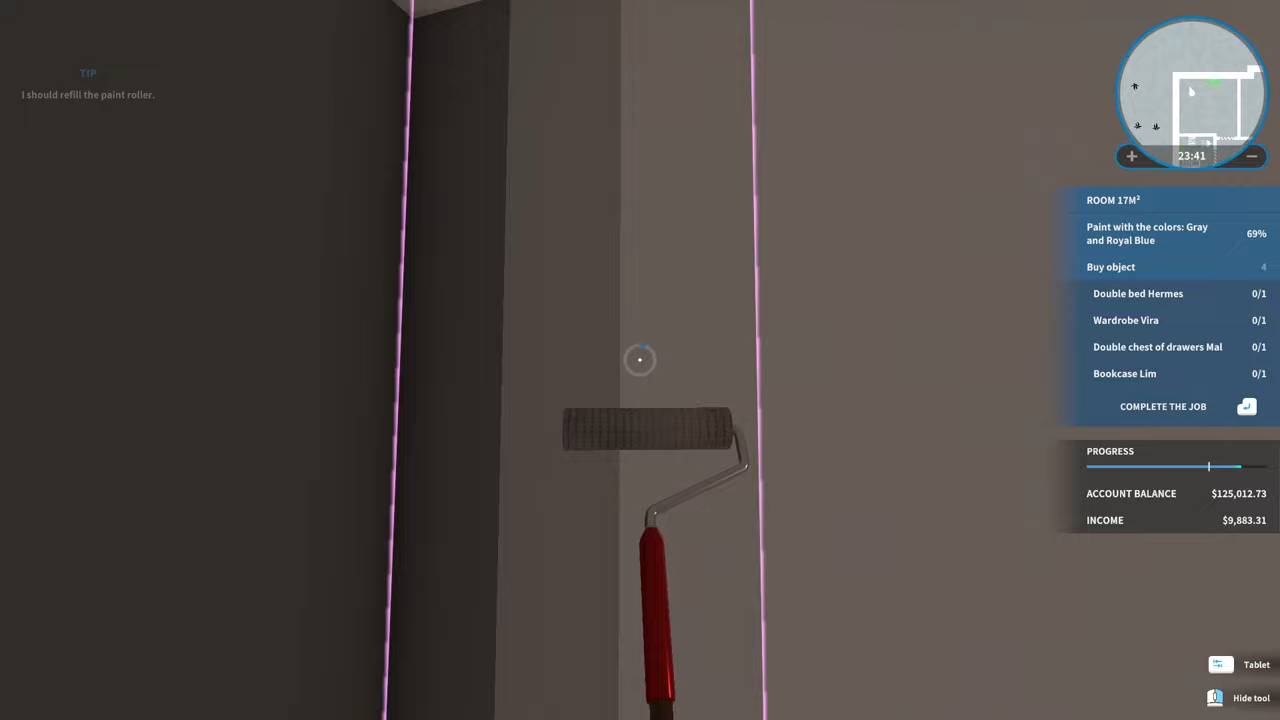 TIP
I should refill the paint roller.
23:41
ROOM 17M²
Paint with the colors: Gray
and Royal Blue
69%
Buy object
4
Double bed Hermes
0/1
Wardrobe Vira
0/1
Double chest of drawers Mal
0/1
Bookcase Lim
0/1
COMPLETE THE JOB
PROGRESS
ACCOUNT BALANCE
$125,012.73
INCOME
$9,883.31
Tablet
Hide tool